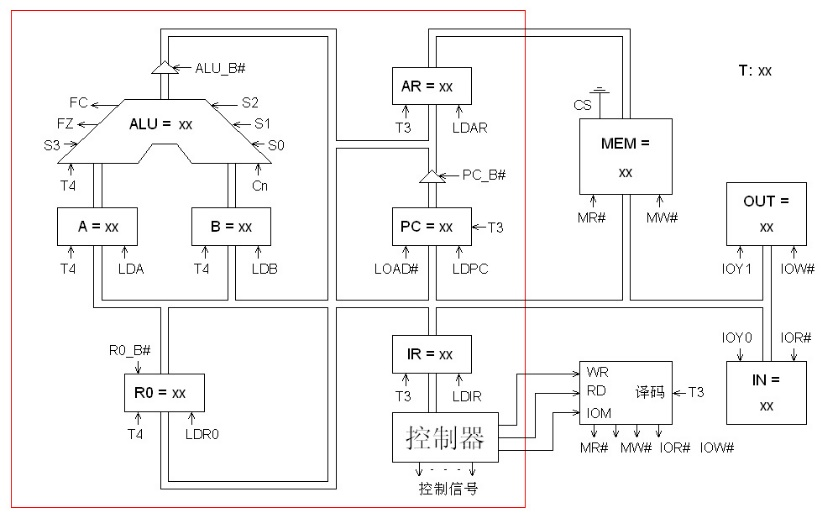 ALU_B#
AR = xx
T: xx
FC
S2
CS
ALU = xx
FZ
S1
T3
LDAR
S3
S0
MEM =
xx
T4
Cn
PC_B#
MR#
MW#
OUT =
xx
A = xx
B = xx
PC = xx
T3
T4
LDA
T4
LDB
LOAD#
LDPC
IOY1
IOW#
R0_B#
IR = xx
IOY0
IOR#
WR
RD
译码
T3
IOM
IN =
xx
R0 = xx
T3
LDIR
T4
LDR0
控制器
MR#
MW#
IOR#
IOW#
控制信号